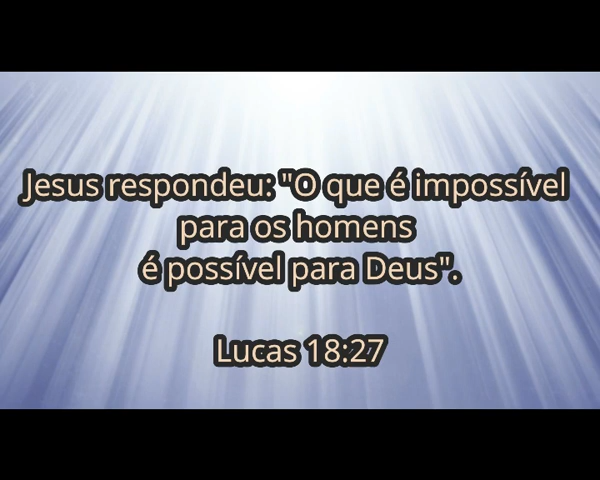 Jesus respondeu: "O que é impossível
para os homens
é possível para Deus".
Lucas 18:27